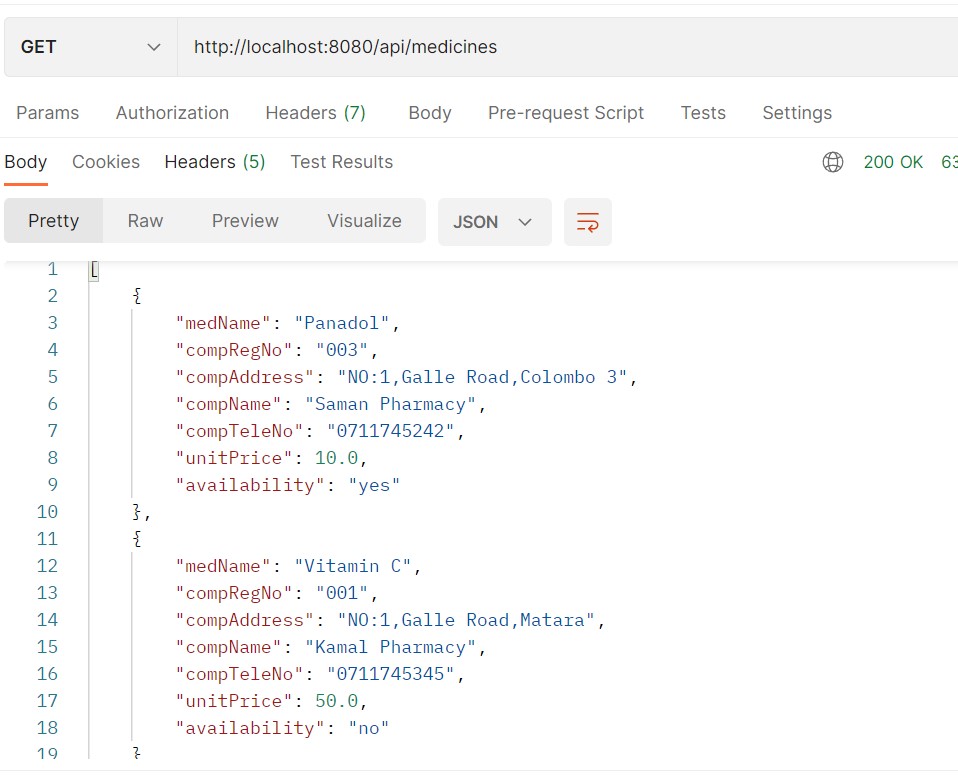 GET http://localhost:8080/api/medicines
Params Authorization Headers (7) Body Pre-request Script Tests Settings
Body Cookies Headers (5) Test Results 200 OK 63
Pretty Raw Preview Visualize JSON
1 [
2 {
3 "medName": "Panadol",
4 "compRegNo": "003",
5 "compAddress": "NO:1,Galle Road,Colombo 3",
6 "compName": "Saman Pharmacy",
7 "compTeleNo": "0711745242",
8 "unitPrice": 10.0,
9 "availability": "yes"
10 },
11 {
12 "medName": "Vitamin C",
13 "compRegNo": "001",
14 "compAddress": "NO:1,Galle Road,Matara",
15 "compName": "Kamal Pharmacy",
16 "compTeleNo": "0711745345",
17 "unitPrice": 50.0,
18 "availability": "no"
19 }